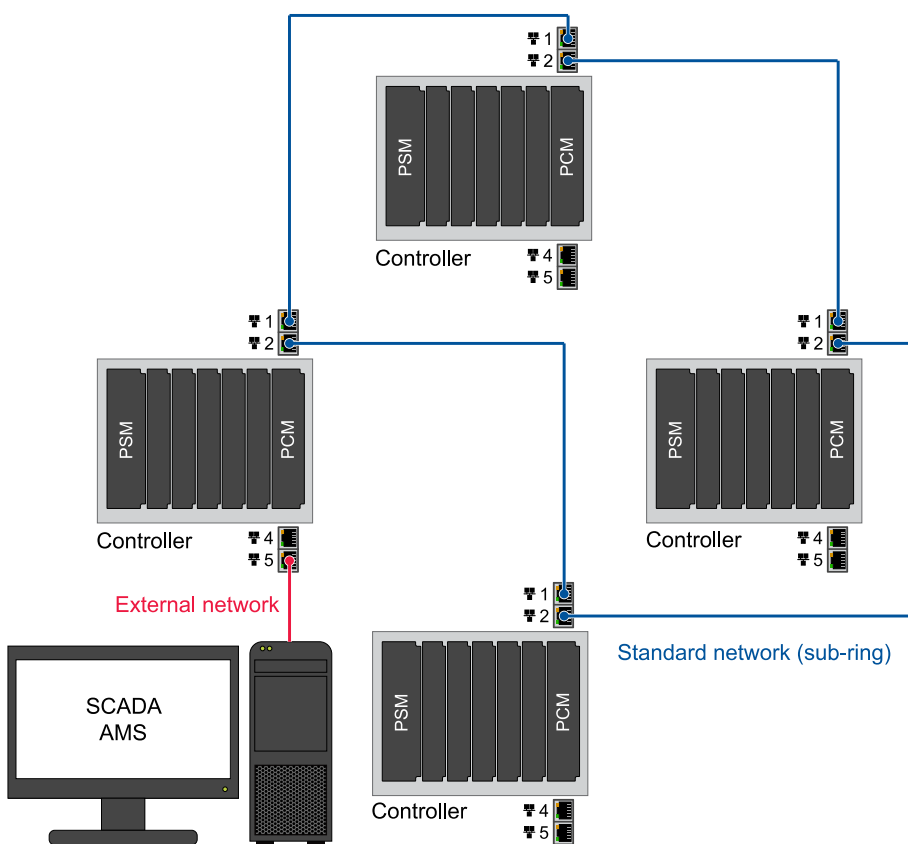 1
2
PSM
PCM
Controller
4
5
1
2
PSM
PCM
Controller
4
5
1
2
PSM
PCM
Controller
4
5
External network
1
2
Standard network (sub-ring)
SCADA
AMS
PSM
PCM
Controller
4
5